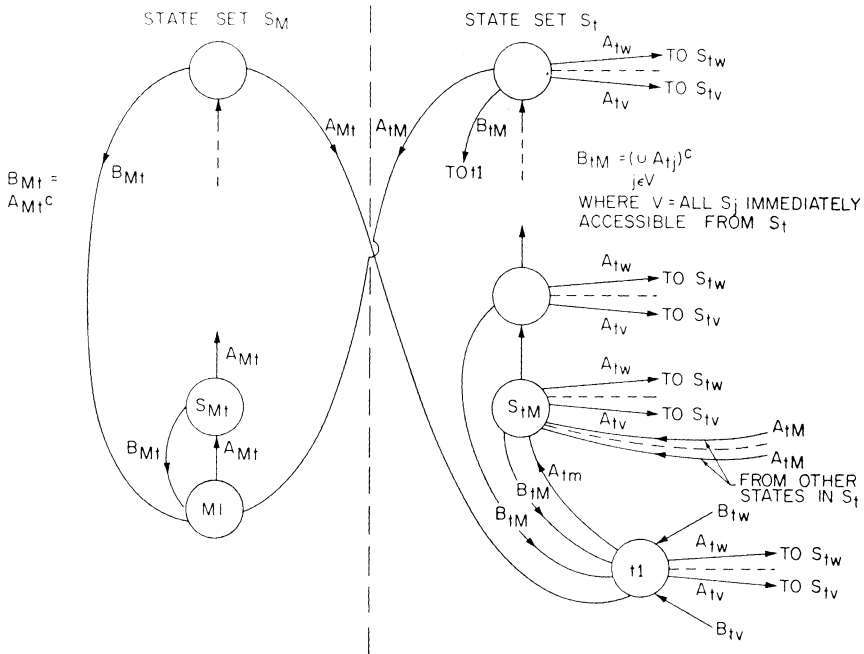 STATE SET S_M
STATE SET S_t
A_tw
TO S_tw
A_tv
TO S_tv
A_Mt
A_tM
B_tM
TO t1
B_Mt =
A_Mt^c
B_Mt
B_tM = (∪ A_tj)^c
j∈V
WHERE V = ALL S_j IMMEDIATELY
ACCESSIBLE FROM S_t
A_tw
TO S_tw
A_tv
TO S_tv
A_Mt
A_tw
TO S_tw
S_Mt
S_tM
A_tv
TO S_tv
A_tM
B_Mt
A_Mt
A_tM
FROM OTHER
STATES IN S_t
A_tm
B_tM
B_tM
M1
B_tw
A_tw
TO S_tw
t1
A_tv
TO S_tv
B_tv